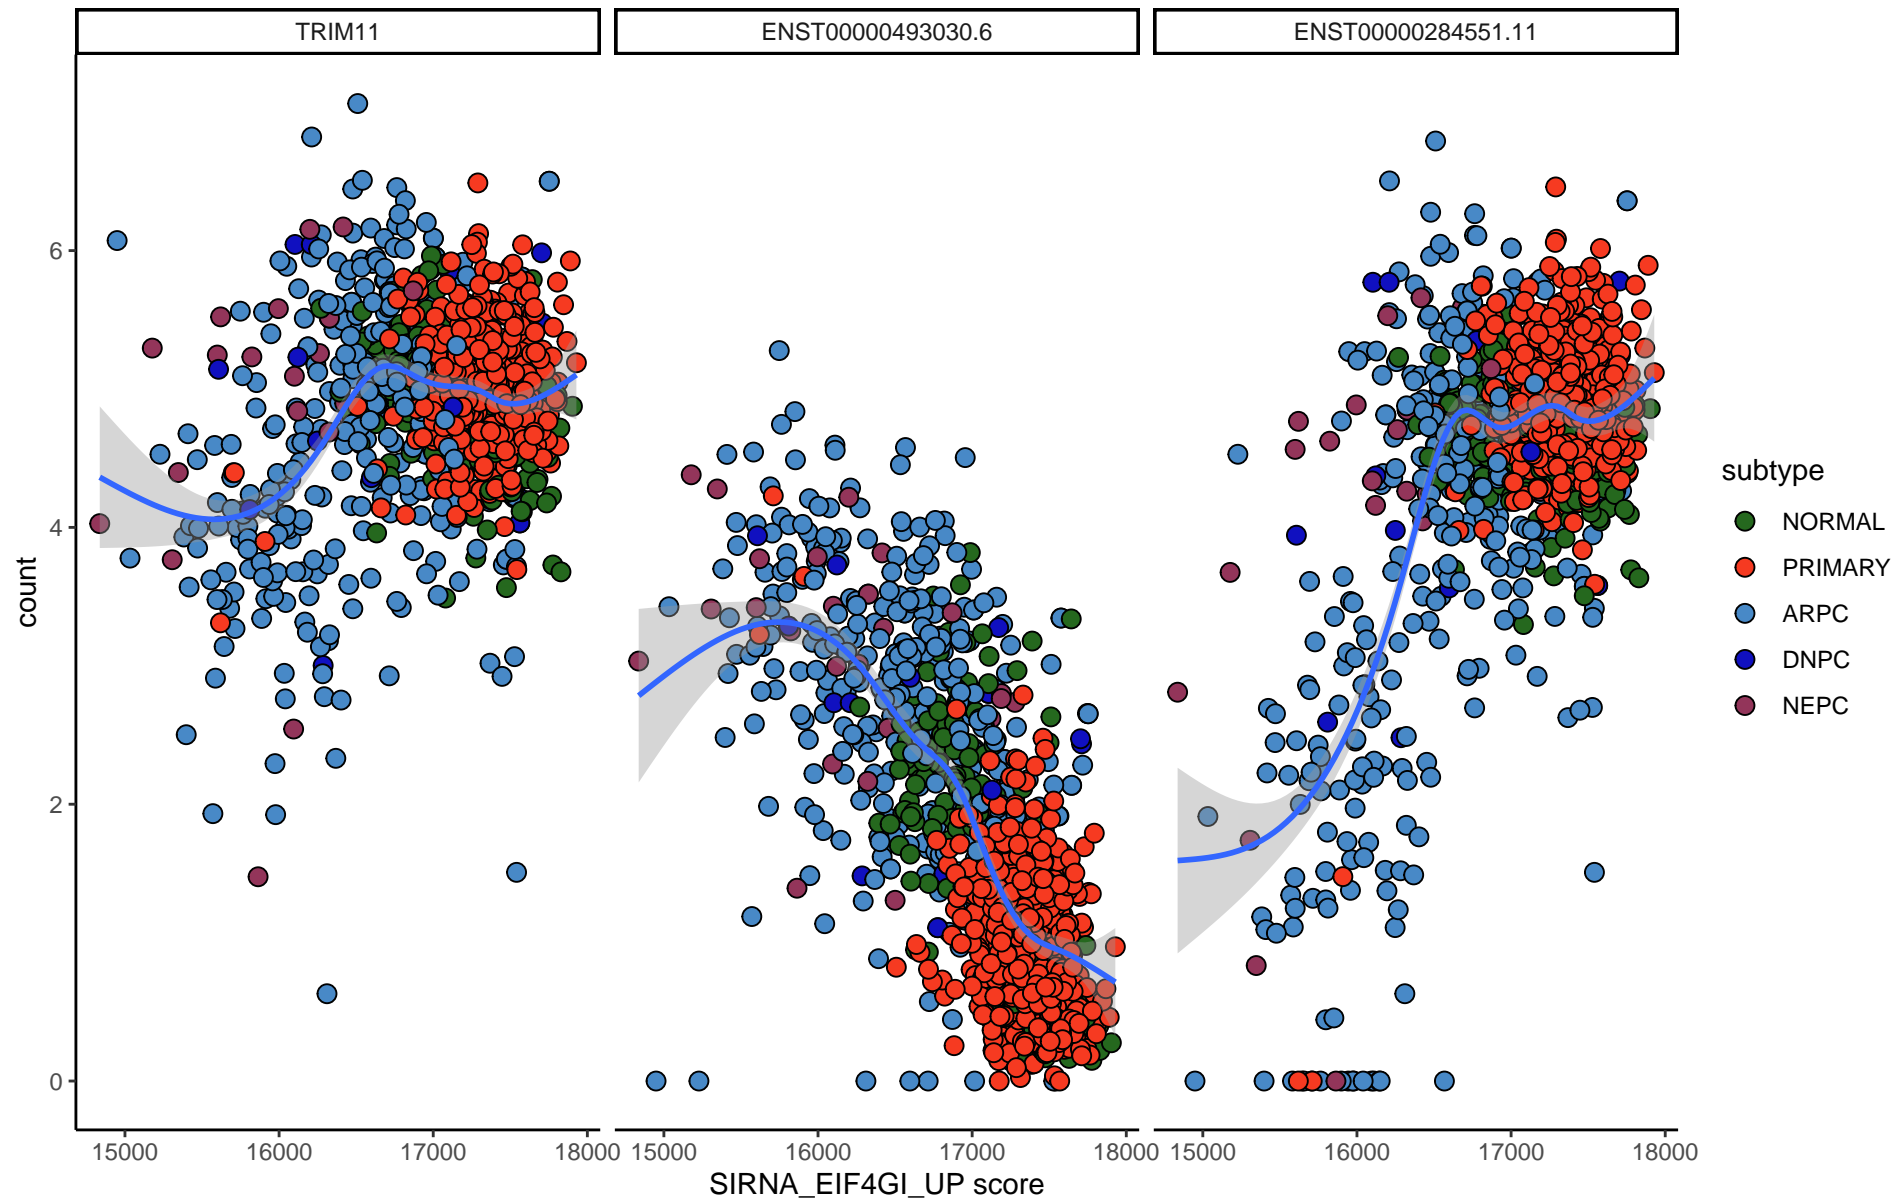 TRIM11
ENST00000493030.6
ENST00000284551.11
count
6
4
2
0
15000 16000 17000 18000
15000 16000 17000 18000
15000 16000 17000 18000
SIRNA_EIF4GI_UP score
subtype
NORMAL
PRIMARY
ARPC
DNPC
NEPC